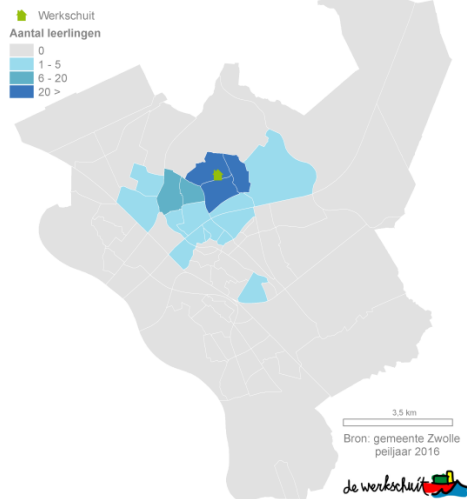 Werkschuit
Aantal leerlingen
0
1 - 5
6 - 20
20 >
3,5 km
Bron: gemeente Zwolle
peiljaar 2016
de werkschuit